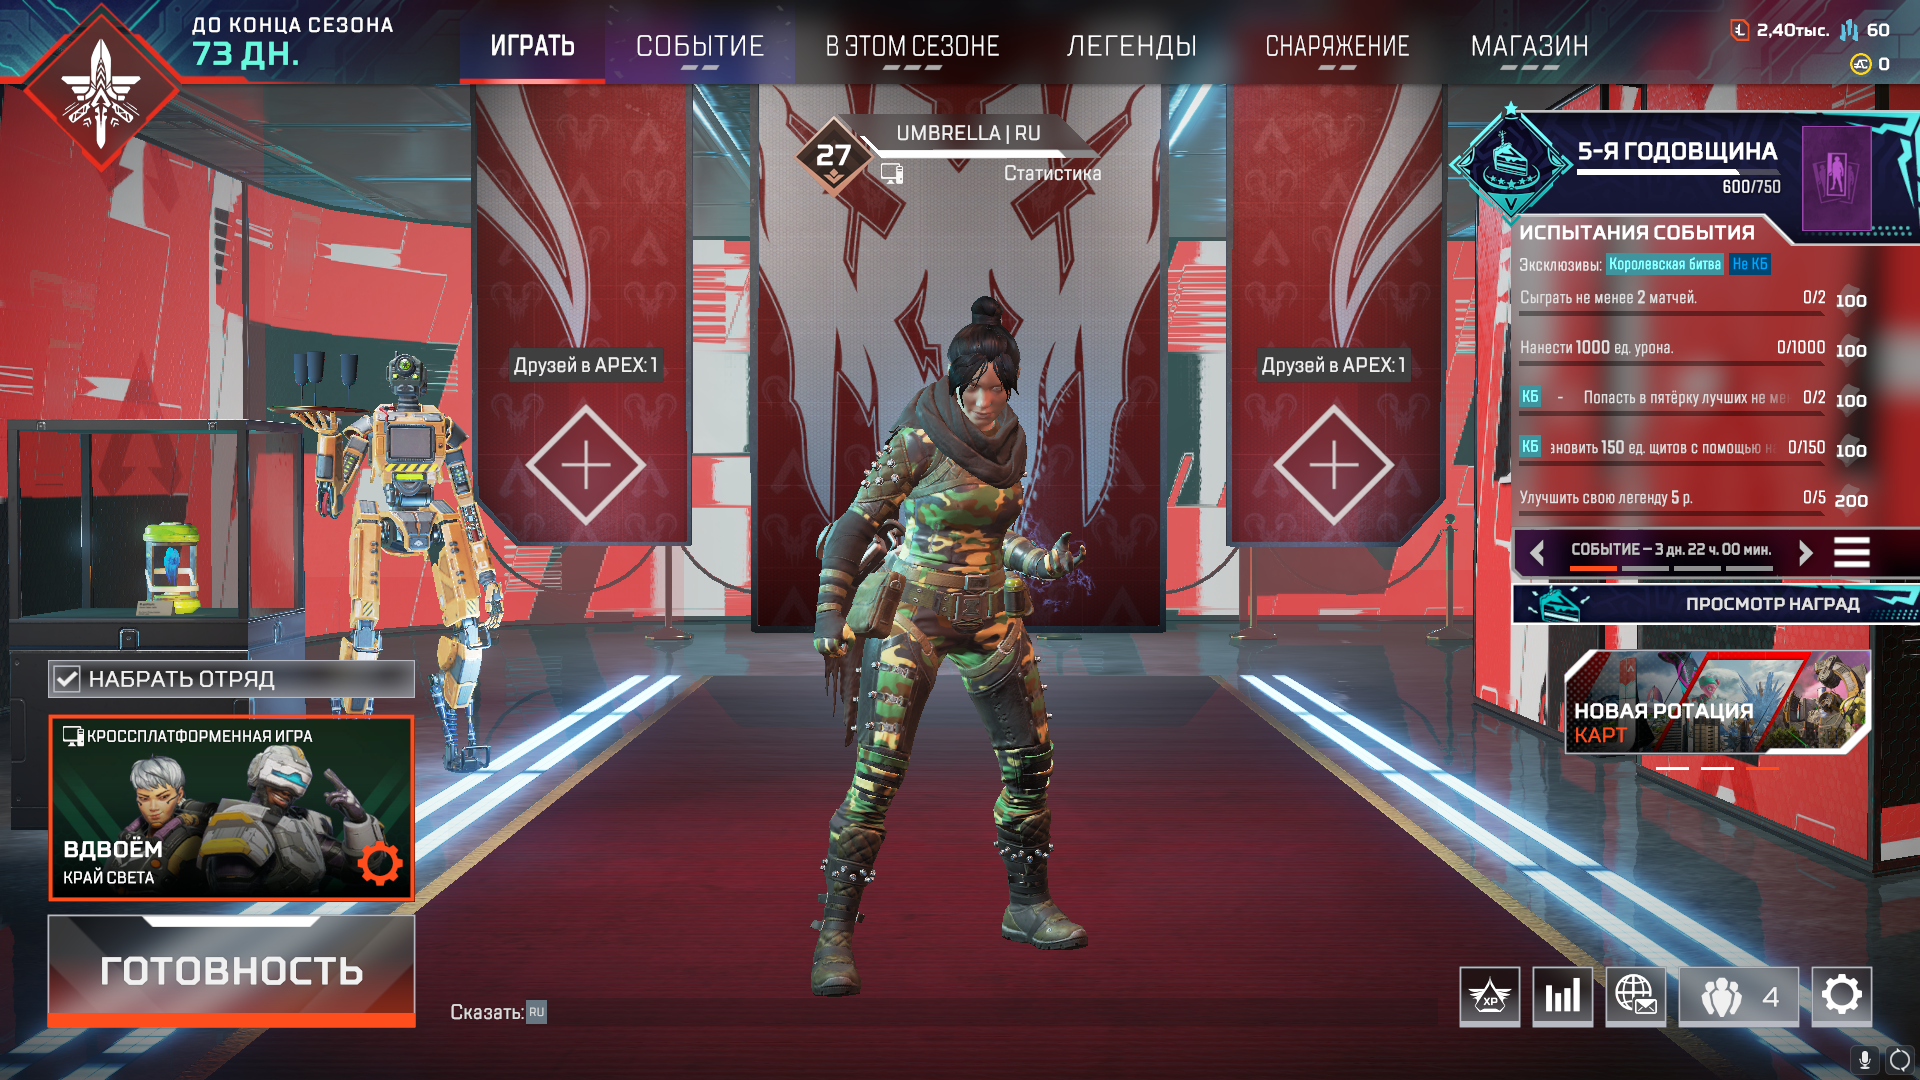 ДО КОНЦА СЕЗОНА
73 ДН.
ИГРАТЬ
СОБЫТИЕ
В ЭТОМ СЕЗОНЕ
ЛЕГЕНДЫ
СНАРЯЖЕНИЕ
МАГАЗИН
2,40тыс.
60
0
27
UMBRELLA | RU
Статистика
5-Я ГОДОВЩИНА
600/750
V
ИСПЫТАНИЯ СОБЫТИЯ
Эксклюзивы: Королевская битва Не КБ
Сыграть не менее 2 матчей. 0/2 100
Нанести 1000 ед. урона. 0/1000 100
КБ - Попасть в пятёрку лучших не ме 0/2 100
КБ ановить 150 ед. щитов с помощью н 0/150 100
Улучшить свою легенду 5 р. 0/5 200
СОБЫТИЕ – 3 дн. 22 ч. 00 мин.
ПРОСМОТР НАГРАД
НОВАЯ РОТАЦИЯ
КАРТ
Друзей в APEX: 1
Друзей в APEX: 1
НАБРАТЬ ОТРЯД
КРОССПЛАТФОРМЕННАЯ ИГРА
ВДВОЁМ
КРАЙ СВЕТА
ГОТОВНОСТЬ
Сказать: RU
XP
4